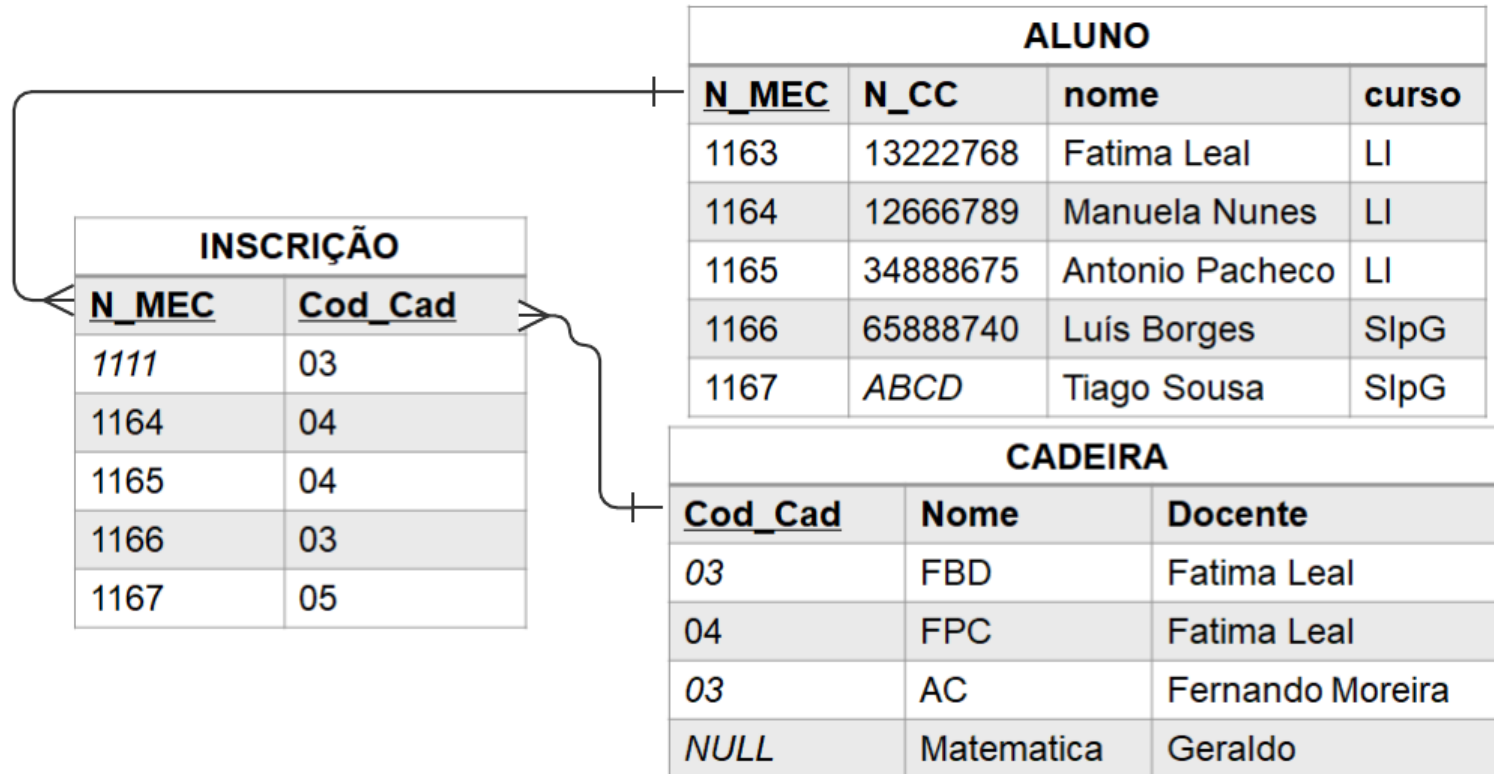 ALUNO
N_MEC N_CC nome curso
1163 13222768 Fatima Leal LI
1164 12666789 Manuela Nunes LI
1165 34888675 Antonio Pacheco LI
1166 65888740 Luís Borges SIpG
1167 ABCD Tiago Sousa SIpG
INSCRIÇÃO
N_MEC Cod_Cad
1111 03
1164 04
1165 04
1166 03
1167 05
CADEIRA
Cod_Cad Nome Docente
03 FBD Fatima Leal
04 FPC Fatima Leal
03 AC Fernando Moreira
NULL Matematica Geraldo